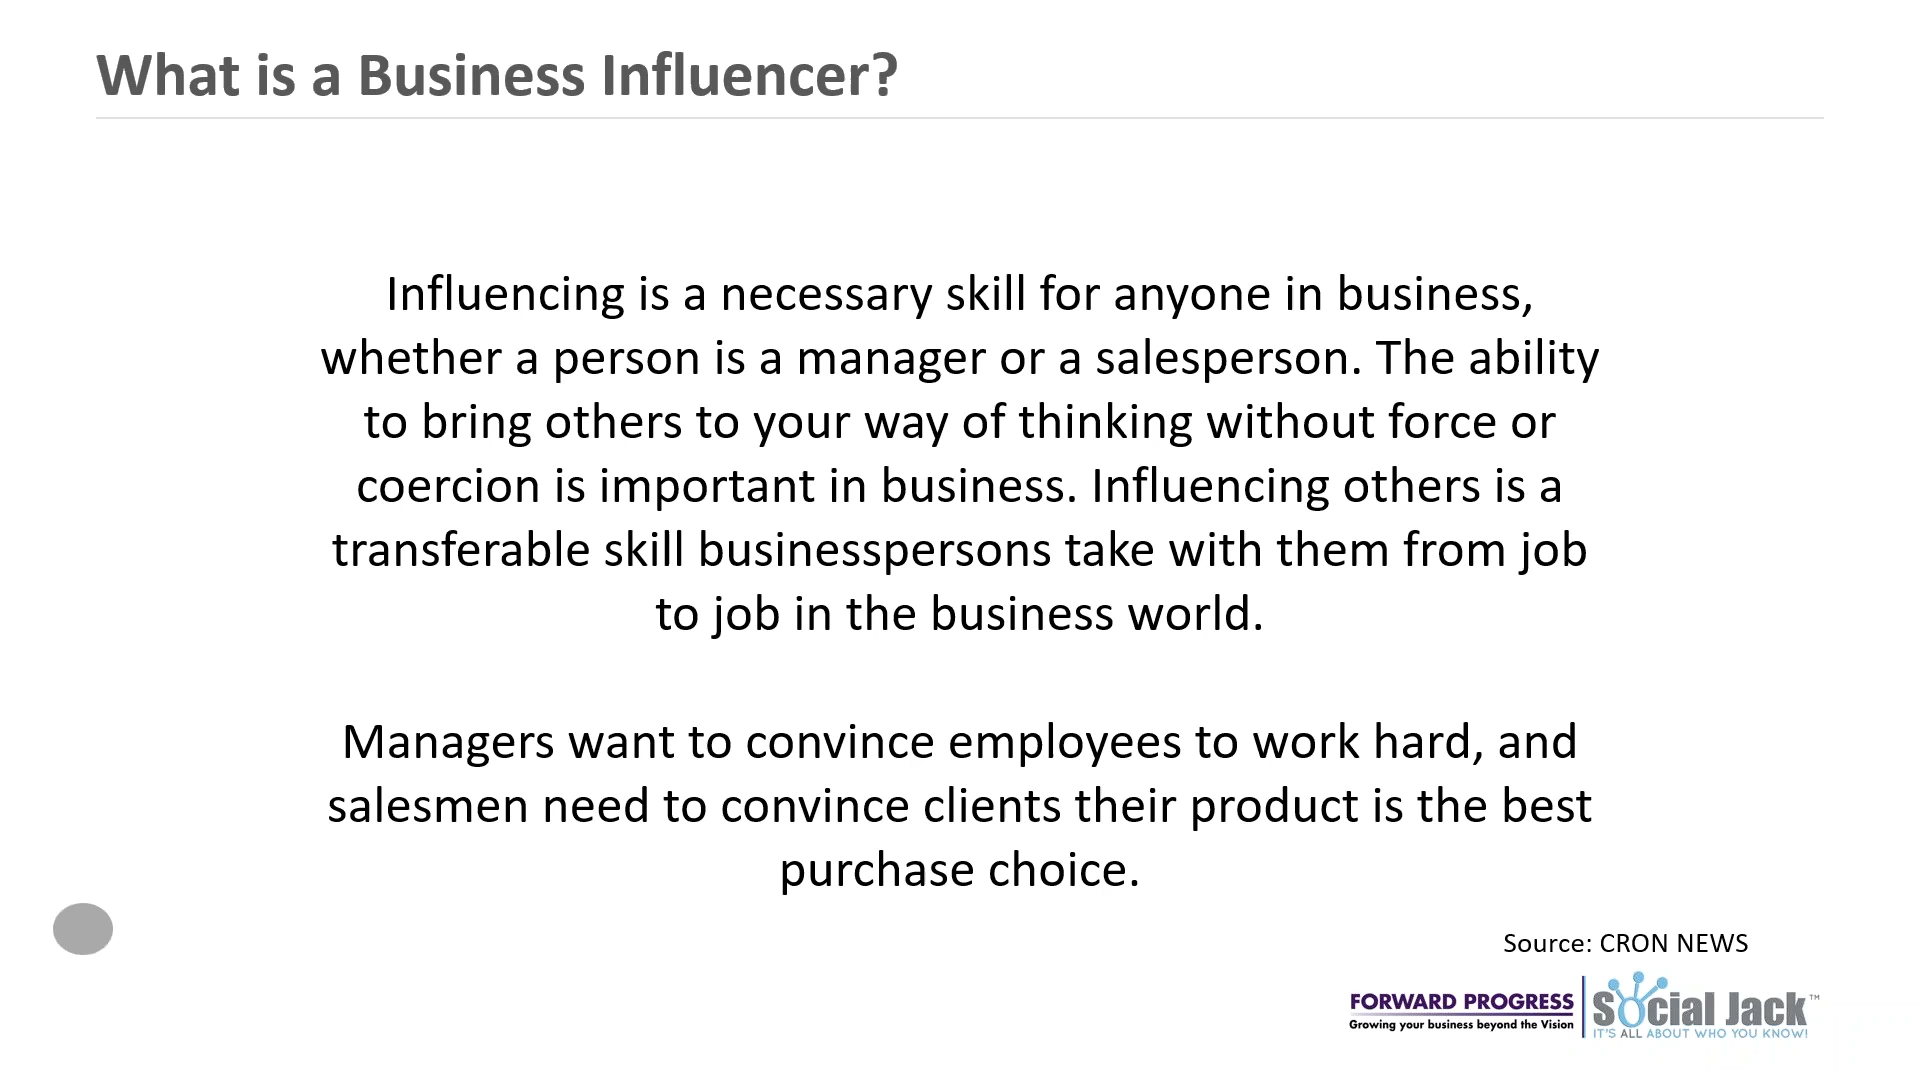 What is a Business Influencer?
Influencing is a necessary skill for anyone in business,
whether a person is a manager or a salesperson. The ability
to bring others to your way of thinking without force or
coercion is important in business. Influencing others is a
transferable skill businesspersons take with them from job
to job in the business world.
Managers want to convince employees to work hard, and
salesmen need to convince clients their product is the best
purchase choice.
Source: CRON NEWS
FORWARD PROGRESS
Growing your business beyond the Vision
Social Jack™
IT'S ALL ABOUT WHO YOU KNOW!